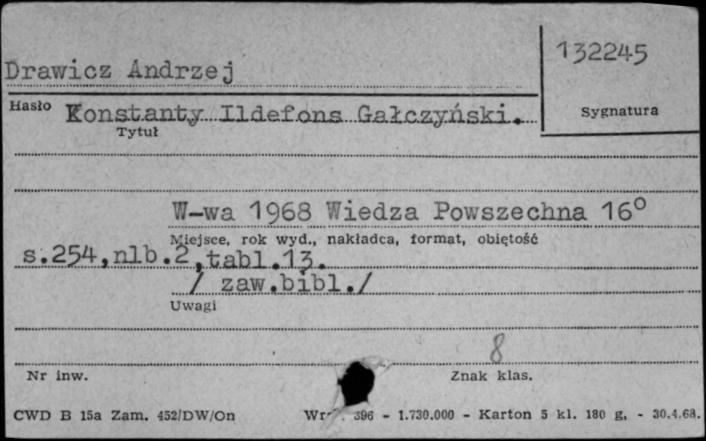 132245
Drawicz Andrzej
Hasło Konstanty Ildefons Gałczyński.
Sygnatura
Tytuł
W-wa 1968 Wiedza Powszechna 16°
Miejsce, rok wyd., nakładca, format, objętość
s.254,nlb.2,tabl.13.
/ zaw.bibl./
Uwagi
8
Nr inw. Znak klas.
CWD B 15a Zam. 452/DW/On 396 - 1.730.000 - Karton 5 kl. 180 g. - 30.4.68.